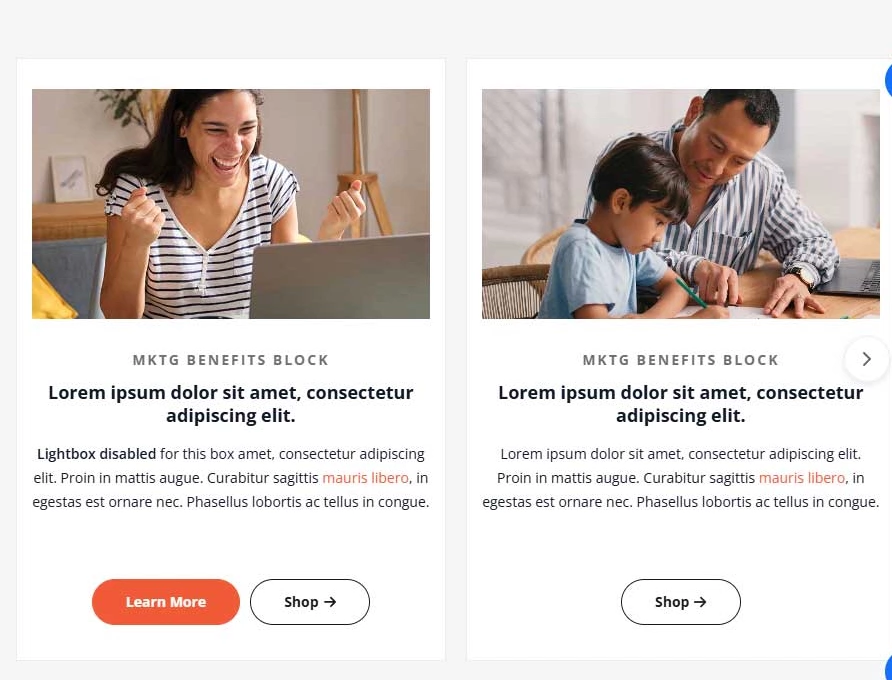 MKTG BENEFITS BLOCK
Lorem ipsum dolor sit amet, consectetur
adipiscing elit.
Lightbox disabled for this box amet, consectetur adipiscing
elit. Proin in mattis augue. Curabitur sagittis mauris libero, in
egestas est ornare nec. Phasellus lobortis ac tellus in congue.
Learn More
Shop →
MKTG BENEFITS BLOCK
Lorem ipsum dolor sit amet, consectetur
adipiscing elit.
Lorem ipsum dolor sit amet, consectetur adipiscing elit.
Proin in mattis augue. Curabitur sagittis mauris libero, in
egestas est ornare nec. Phasellus lobortis ac tellus in congue.
Shop →